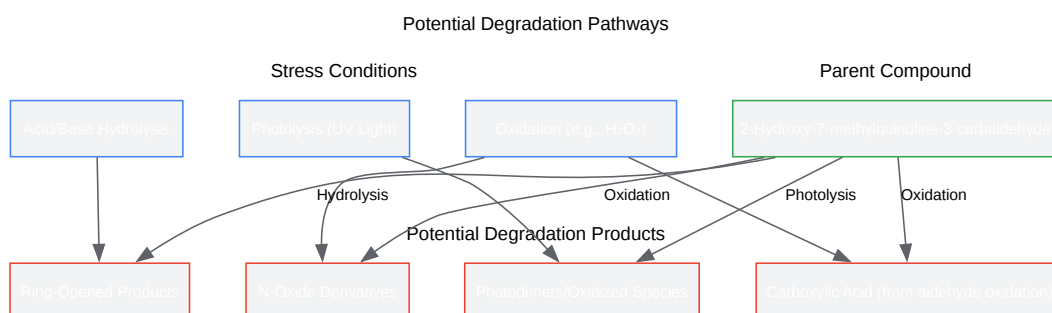 Potential Degradation Pathways
Stress Conditions
Parent Compound
Acid/Base Hydrolysis
Photolysis (UV Light)
Oxidation (e.g., H₂O₂)
2-Hydroxy-7-methylquinoline-3-carbaldehyde
Hydrolysis
Oxidation
Photolysis
Oxidation
Potential Degradation Products
Ring-Opened Products
N-Oxide Derivatives
Photodimers/Oxidized Species
Carboxylic Acid (from aldehyde oxidation)